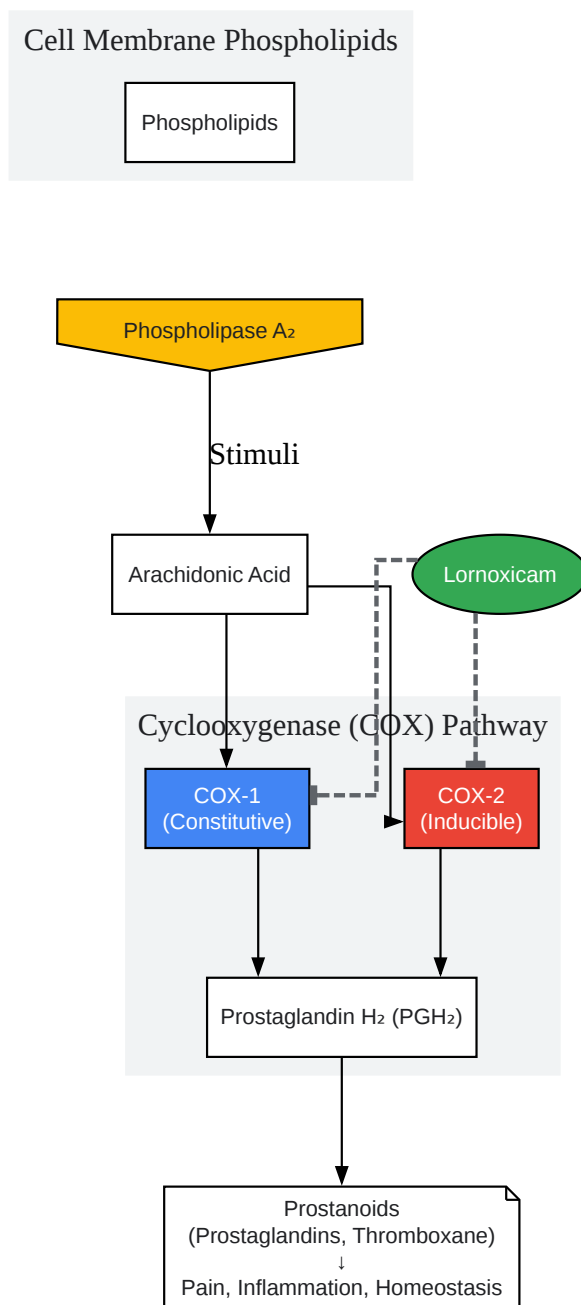 Cell Membrane Phospholipids
Phospholipids
Phospholipase A₂
Stimuli
Arachidonic Acid
Lornoxicam
Cyclooxygenase (COX) Pathway
COX-1
(Constitutive)
COX-2
(Inducible)
Prostaglandin H₂ (PGH₂)
Prostanoids
(Prostaglandins, Thromboxane)
↓
Pain, Inflammation, Homeostasis